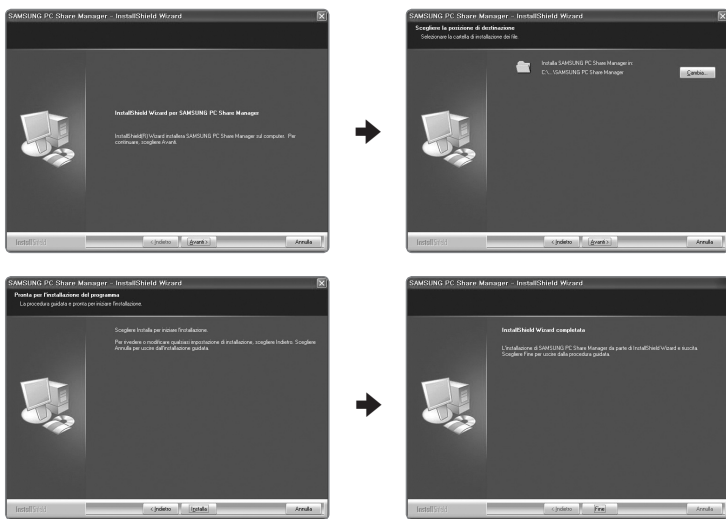 SAMSUNG PC Share Manager - InstallShield Wizard
InstallShield Wizard per SAMSUNG PC Share Manager
InstallShield(R) Wizard installerà SAMSUNG PC Share Manager sul computer. Per
continuare, scegliere Avanti.
InstallShield
< Indietro
Avanti >
Annulla
SAMSUNG PC Share Manager - InstallShield Wizard
Scegliere la posizione di destinazione
Selezionare la cartella di installazione dei file.
Installa SAMSUNG PC Share Manager in:
C:\...\SAMSUNG PC Share Manager
Cambia...
InstallShield
< Indietro
Avanti >
Annulla
SAMSUNG PC Share Manager - InstallShield Wizard
Pronta per l'installazione del programma
La procedura guidata è pronta per iniziare l'installazione.
Scegliere Installa per iniziare l'installazione.
Per rivedere o modificare qualsiasi impostazione di installazione, scegliere Indietro. Scegliere
Annulla per uscire dall'installazione guidata.
InstallShield
< Indietro
Installa
Annulla
SAMSUNG PC Share Manager - InstallShield Wizard
InstallShield Wizard completata
L'installazione di SAMSUNG PC Share Manager da parte di InstallShield Wizard è riuscita.
Scegliere Fine per uscire dalla procedura guidata.
InstallShield
< Indietro
Fine
Annulla